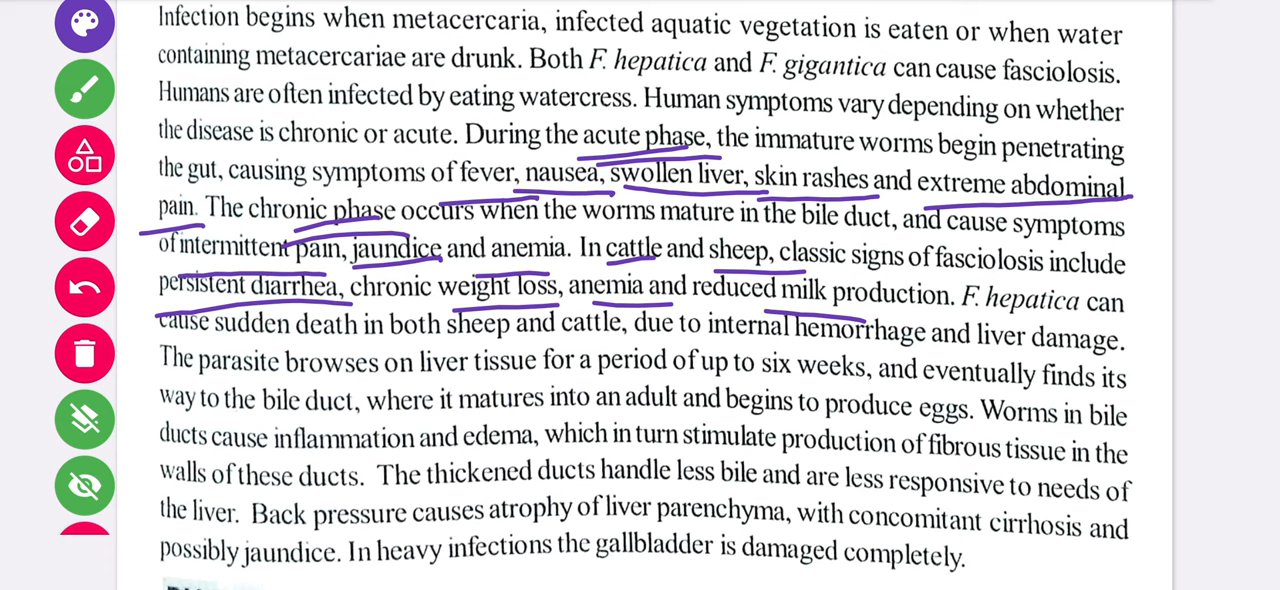 Infection begins when metacercaria, infected aquatic vegetation is eaten or when water
containing metacercariae are drunk. Both F. hepatica and F. gigantica can cause fasciolosis.
Humans are often infected by eating watercress. Human symptoms vary depending on whether
the disease is chronic or acute. During the acute phase, the immature worms begin penetrating
the gut, causing symptoms of fever, nausea, swollen liver, skin rashes and extreme abdominal
pain. The chronic phase occurs when the worms mature in the bile duct, and cause symptoms
of intermittent pain, jaundice and anemia. In cattle and sheep, classic signs of fasciolosis include
persistent diarrhea, chronic weight loss, anemia and reduced milk production. F. hepatica can
cause sudden death in both sheep and cattle, due to internal hemorrhage and liver damage.
The parasite browses on liver tissue for a period of up to six weeks, and eventually finds its
way to the bile duct, where it matures into an adult and begins to produce eggs. Worms in bile
ducts cause inflammation and edema, which in turn stimulate production of fibrous tissue in the
walls of these ducts. The thickened ducts handle less bile and are less responsive to needs of
the liver. Back pressure causes atrophy of liver parenchyma, with concomitant cirrhosis and
possibly jaundice. In heavy infections the gallbladder is damaged completely.